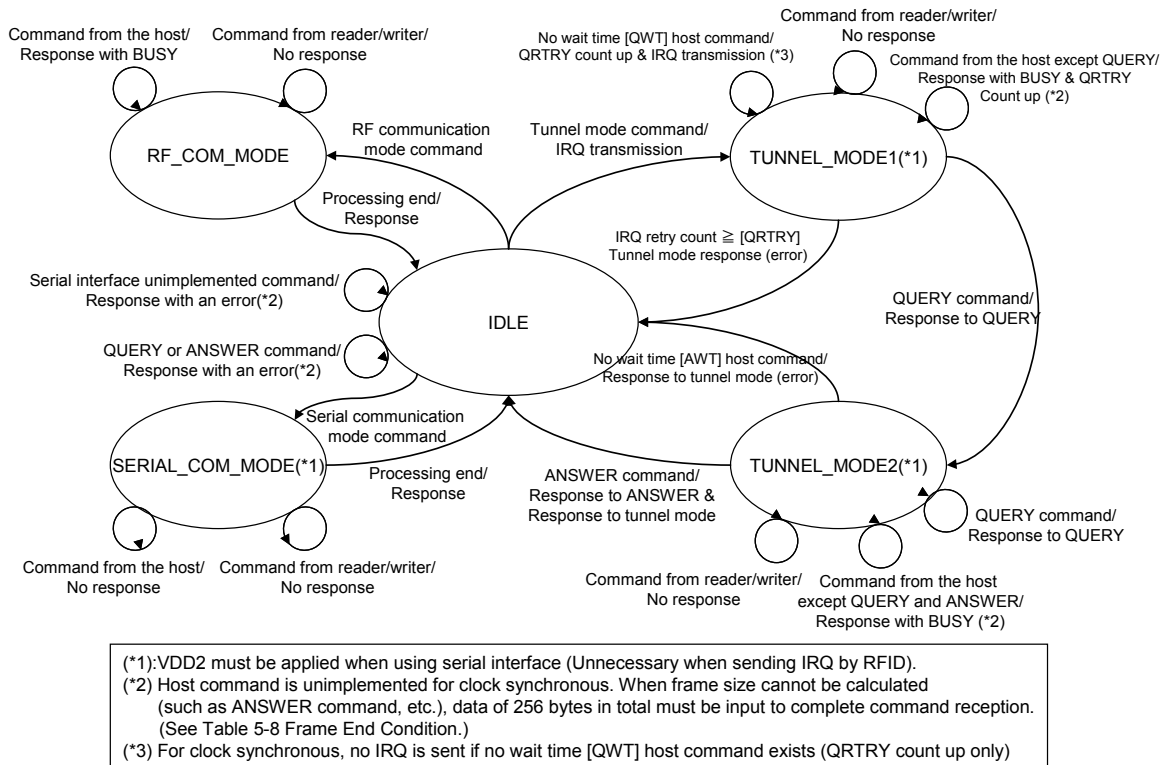 Command from the host/
Response with BUSY
Command from reader/writer/
No response
No wait time [QWT] host command/
QRTRY count up & IRQ transmission (*3)
Command from reader/writer/
No response
Command from the host except QUERY/
Response with BUSY & QRTRY
Count up (*2)
RF_COM_MODE
RF communication
mode command
Tunnel mode command/
IRQ transmission
TUNNEL_MODE1(*1)
Processing end/
Response
IRQ retry count ≧ [QRTRY]
Tunnel mode response (error)
Serial interface unimplemented command/
Response with an error(*2)
IDLE
QUERY command/
Response to QUERY
QUERY or ANSWER command/
Response with an error(*2)
No wait time [AWT] host command/
Response to tunnel mode (error)
Serial communication
mode command
SERIAL_COM_MODE(*1)
Processing end/
Response
ANSWER command/
Response to ANSWER &
Response to tunnel mode
TUNNEL_MODE2(*1)
QUERY command/
Response to QUERY
Command from the host/
No response
Command from reader/writer/
No response
Command from reader/writer/
No response
Command from the host
except QUERY and ANSWER/
Response with BUSY (*2)
(*1):VDD2 must be applied when using serial interface (Unnecessary when sending IRQ by RFID).
(*2) Host command is unimplemented for clock synchronous. When frame size cannot be calculated
(such as ANSWER command, etc.), data of 256 bytes in total must be input to complete command reception.
(See Table 5-8 Frame End Condition.)
(*3) For clock synchronous, no IRQ is sent if no wait time [QWT] host command exists (QRTRY count up only)